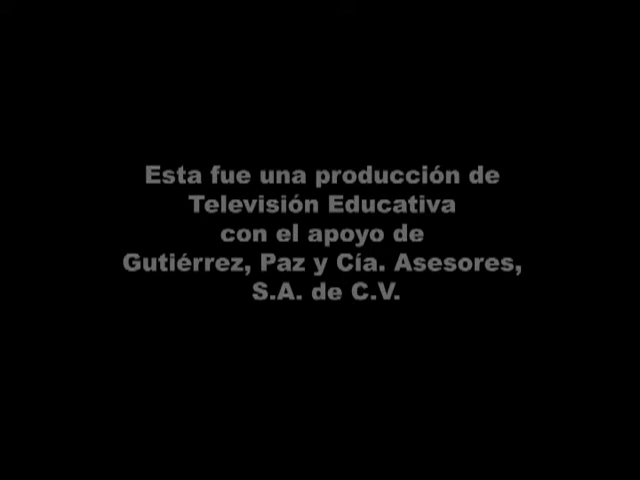 Esta fue una producción de
Televisión Educativa
con el apoyo de
Gutiérrez, Paz y Cía. Asesores,
S.A. de C.V.